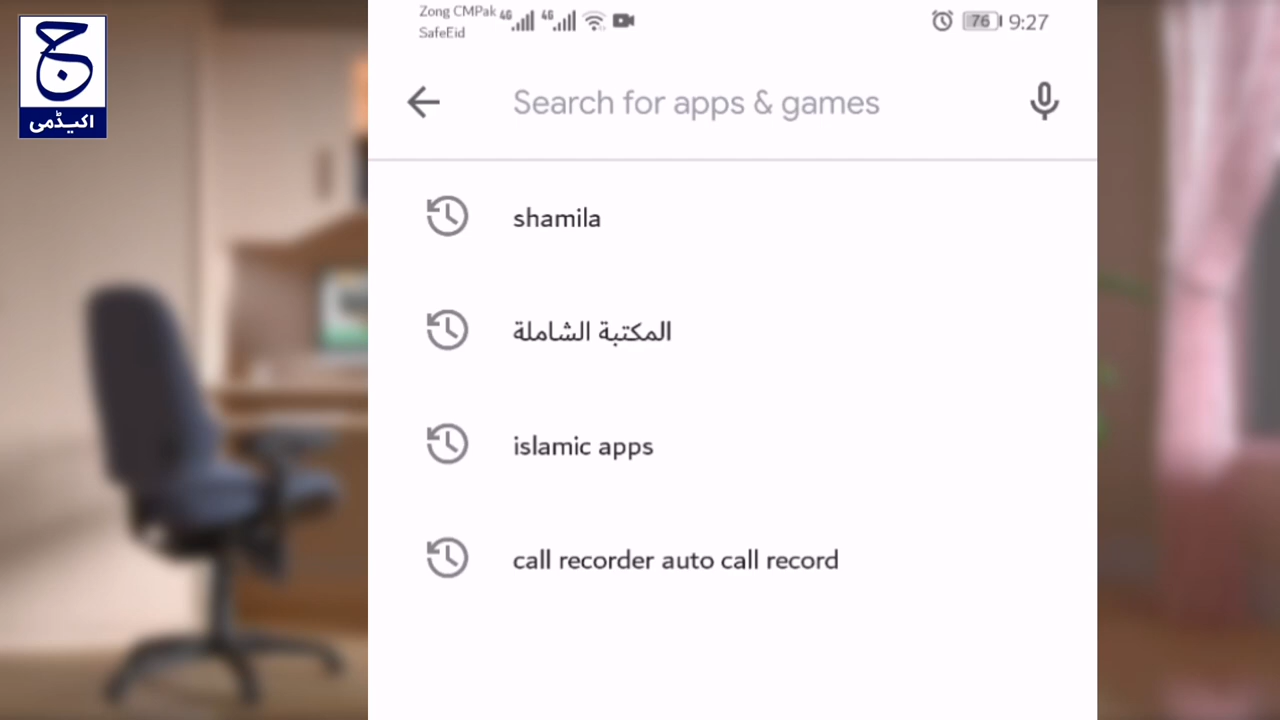 ج
اکیڈمی
Zong CMPak 4G 4G
SafeEid
76 9:27
Search for apps & games
shamila
المكتبة الشاملة
islamic apps
call recorder auto call record